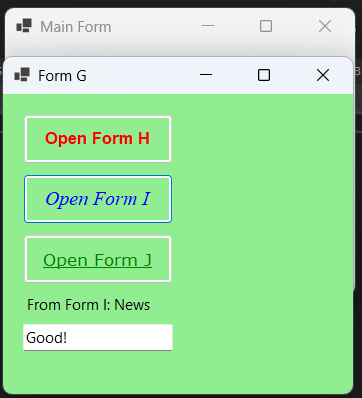 Main Form
Form G
Open Form H
Open Form I
Open Form J
From Form I: News
Good!